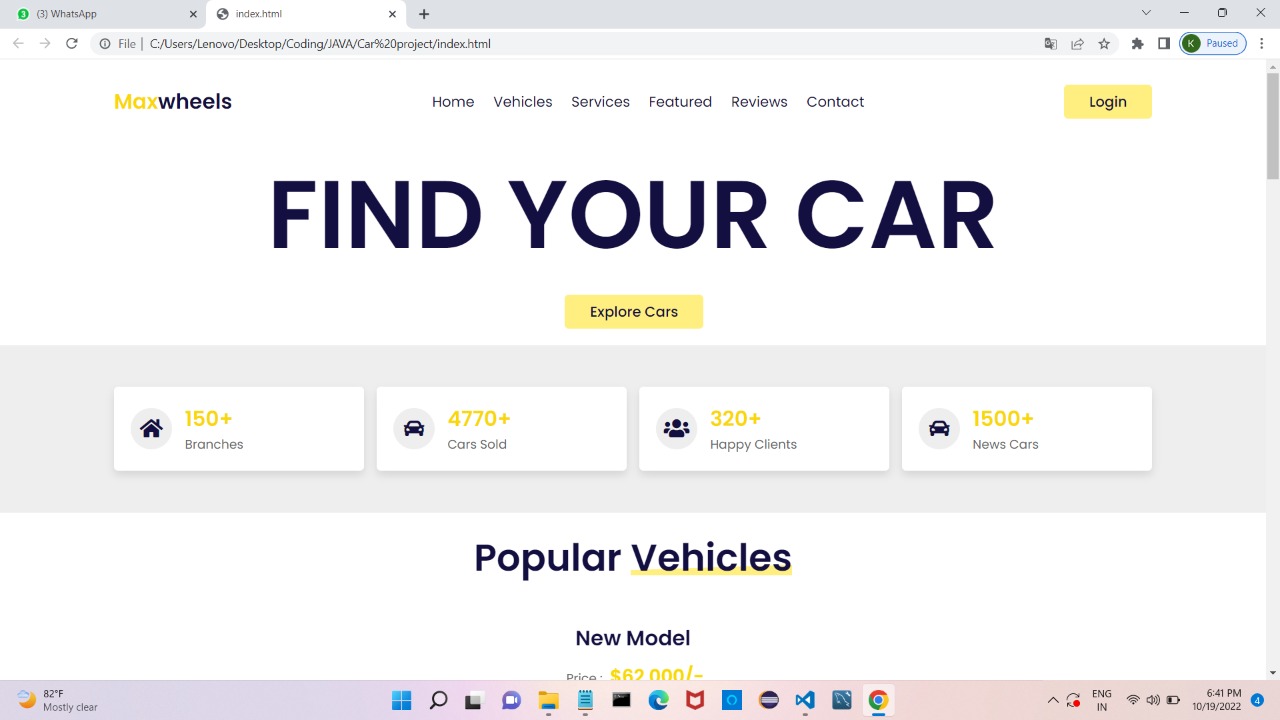 3
(3) WhatsApp
index.html
File | C:/Users/Lenovo/Desktop/Coding/JAVA/Car%20project/index.html
K Paused
Maxwheels
Home Vehicles Services Featured Reviews Contact
Login
FIND YOUR CAR
Explore Cars
150+
Branches
4770+
Cars Sold
320+
Happy Clients
1500+
News Cars
Popular Vehicles
New Model
Price : $62,000/-
82°F
Mostly clear
ENG
IN
6:41 PM
10/19/2022
4